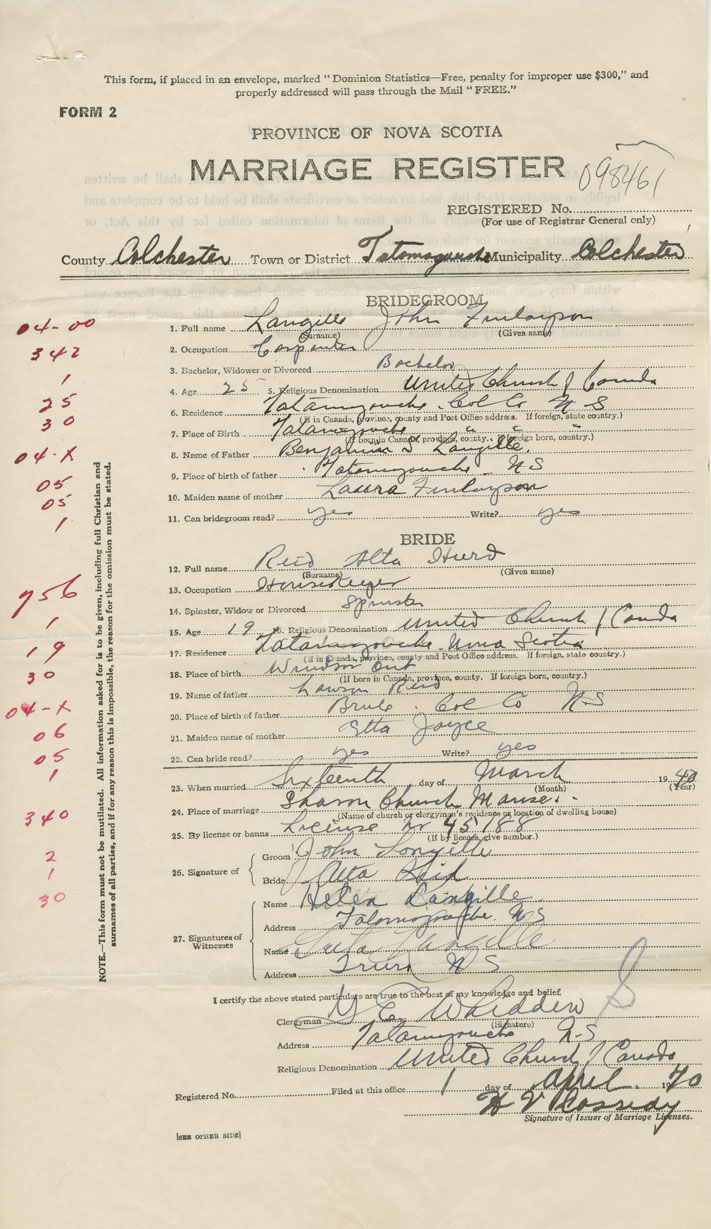 This form, if placed in an envelope, marked "Dominion Statistics—Free, penalty for improper use $300," and
properly addressed will pass through the Mail "FREE."
FORM 2
PROVINCE OF NOVA SCOTIA
MARRIAGE REGISTER
098461
REGISTERED No.
(For use of Registrar General only)
County Colchester Town or District Tatamagouche Municipality Colchester
BRIDEGROOM
04-00
1. Full name Langille John Finlayson
(Surname) (Given name)
342
2. Occupation Carpenter
3. Bachelor, Widower or Divorced Bachelor
1
4. Age 25 5. Religious Denomination United Church of Canada
25
6. Residence Tatamagouche Col Co N S
(If in Canada, province, county and Post Office address. If foreign, state country.)
30
7. Place of Birth Tatamagouche " " "
(If born in Canada, province, county. If foreign born, country.)
04-X
8. Name of Father Benjamin S Langille
05
9. Place of birth of father Tatamagouche N S
05
10. Maiden name of mother Laura Finlayson
1
11. Can bridegroom read? yes Write? yes
BRIDE
12. Full name Reid Alta Hurd
(Surname) (Given name)
756
13. Occupation Housekeeper
1
14. Spinster, Widow or Divorced Spinster
19
15. Age 19 16. Religious Denomination United Church of Canada
30
17. Residence Tatamagouche Nova Scotia
(If in Canada, province, county and Post Office address. If foreign, state country.)
04-X
18. Place of birth Windsor Ont
(If born in Canada, province, county. If foreign born, country.)
19. Name of father Lawson Reid
06
20. Place of birth of father Brule Col Co N S
05
21. Maiden name of mother Etta Joyce
1
22. Can bride read? yes Write? yes
23. When married Sixteenth day of March 1940
(Month) (Year)
340
24. Place of marriage Sharon Church Manse
(Name of church or clergyman's residence or location of dwelling house)
25. By license or banns License Nr 45188
(If by license, give number.)
2
26. Signature of
Groom John Langille
1
Bride Alta Reid
30
27. Signatures of Witnesses
Name Helen Langille
Address Tatamagouche N S
Name Langille
Address Truro N S
I certify the above stated particulars are true to the best of my knowledge and belief.
Clergyman Whidden
(Signature)
Address Tatamagouche N-S
Religious Denomination United Church of Canada
Registered No. Filed at this office 1 day of April 1940
H V Cassidy
Signature of Issuer of Marriage Licenses.
[SEE OTHER SIDE]
NOTE.—This form must not be mutilated. All information asked for is to be given, including full Christian and
surnames of all parties, and if for any reason this is impossible, the reason for the omission must be stated.